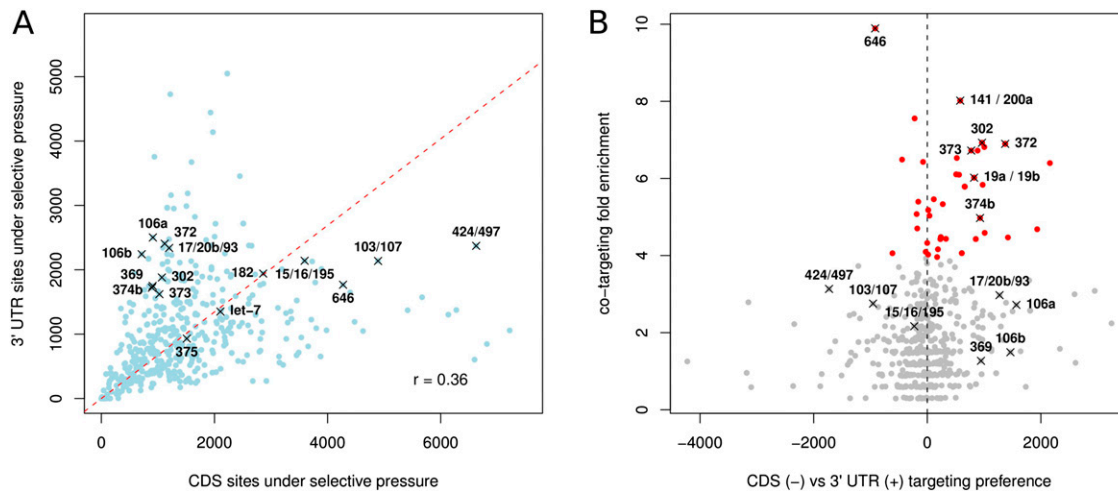 A
3' UTR sites under selective pressure
5000
4000
3000
2000
1000
0
106a
372
106b
17/20b/93
369
302
374b
373
182
15/16/195
103/107
424/497
646
let−7
375
r = 0.36
0
2000
4000
6000
CDS sites under selective pressure
B
co-targeting fold enrichment
10
8
6
4
2
0
646
141 / 200a
302
373
372
19a / 19b
374b
424/497
103/107
15/16/195
17/20b/93
106a
106b
369
−4000
−2000
0
2000
CDS (−) vs 3' UTR (+) targeting preference